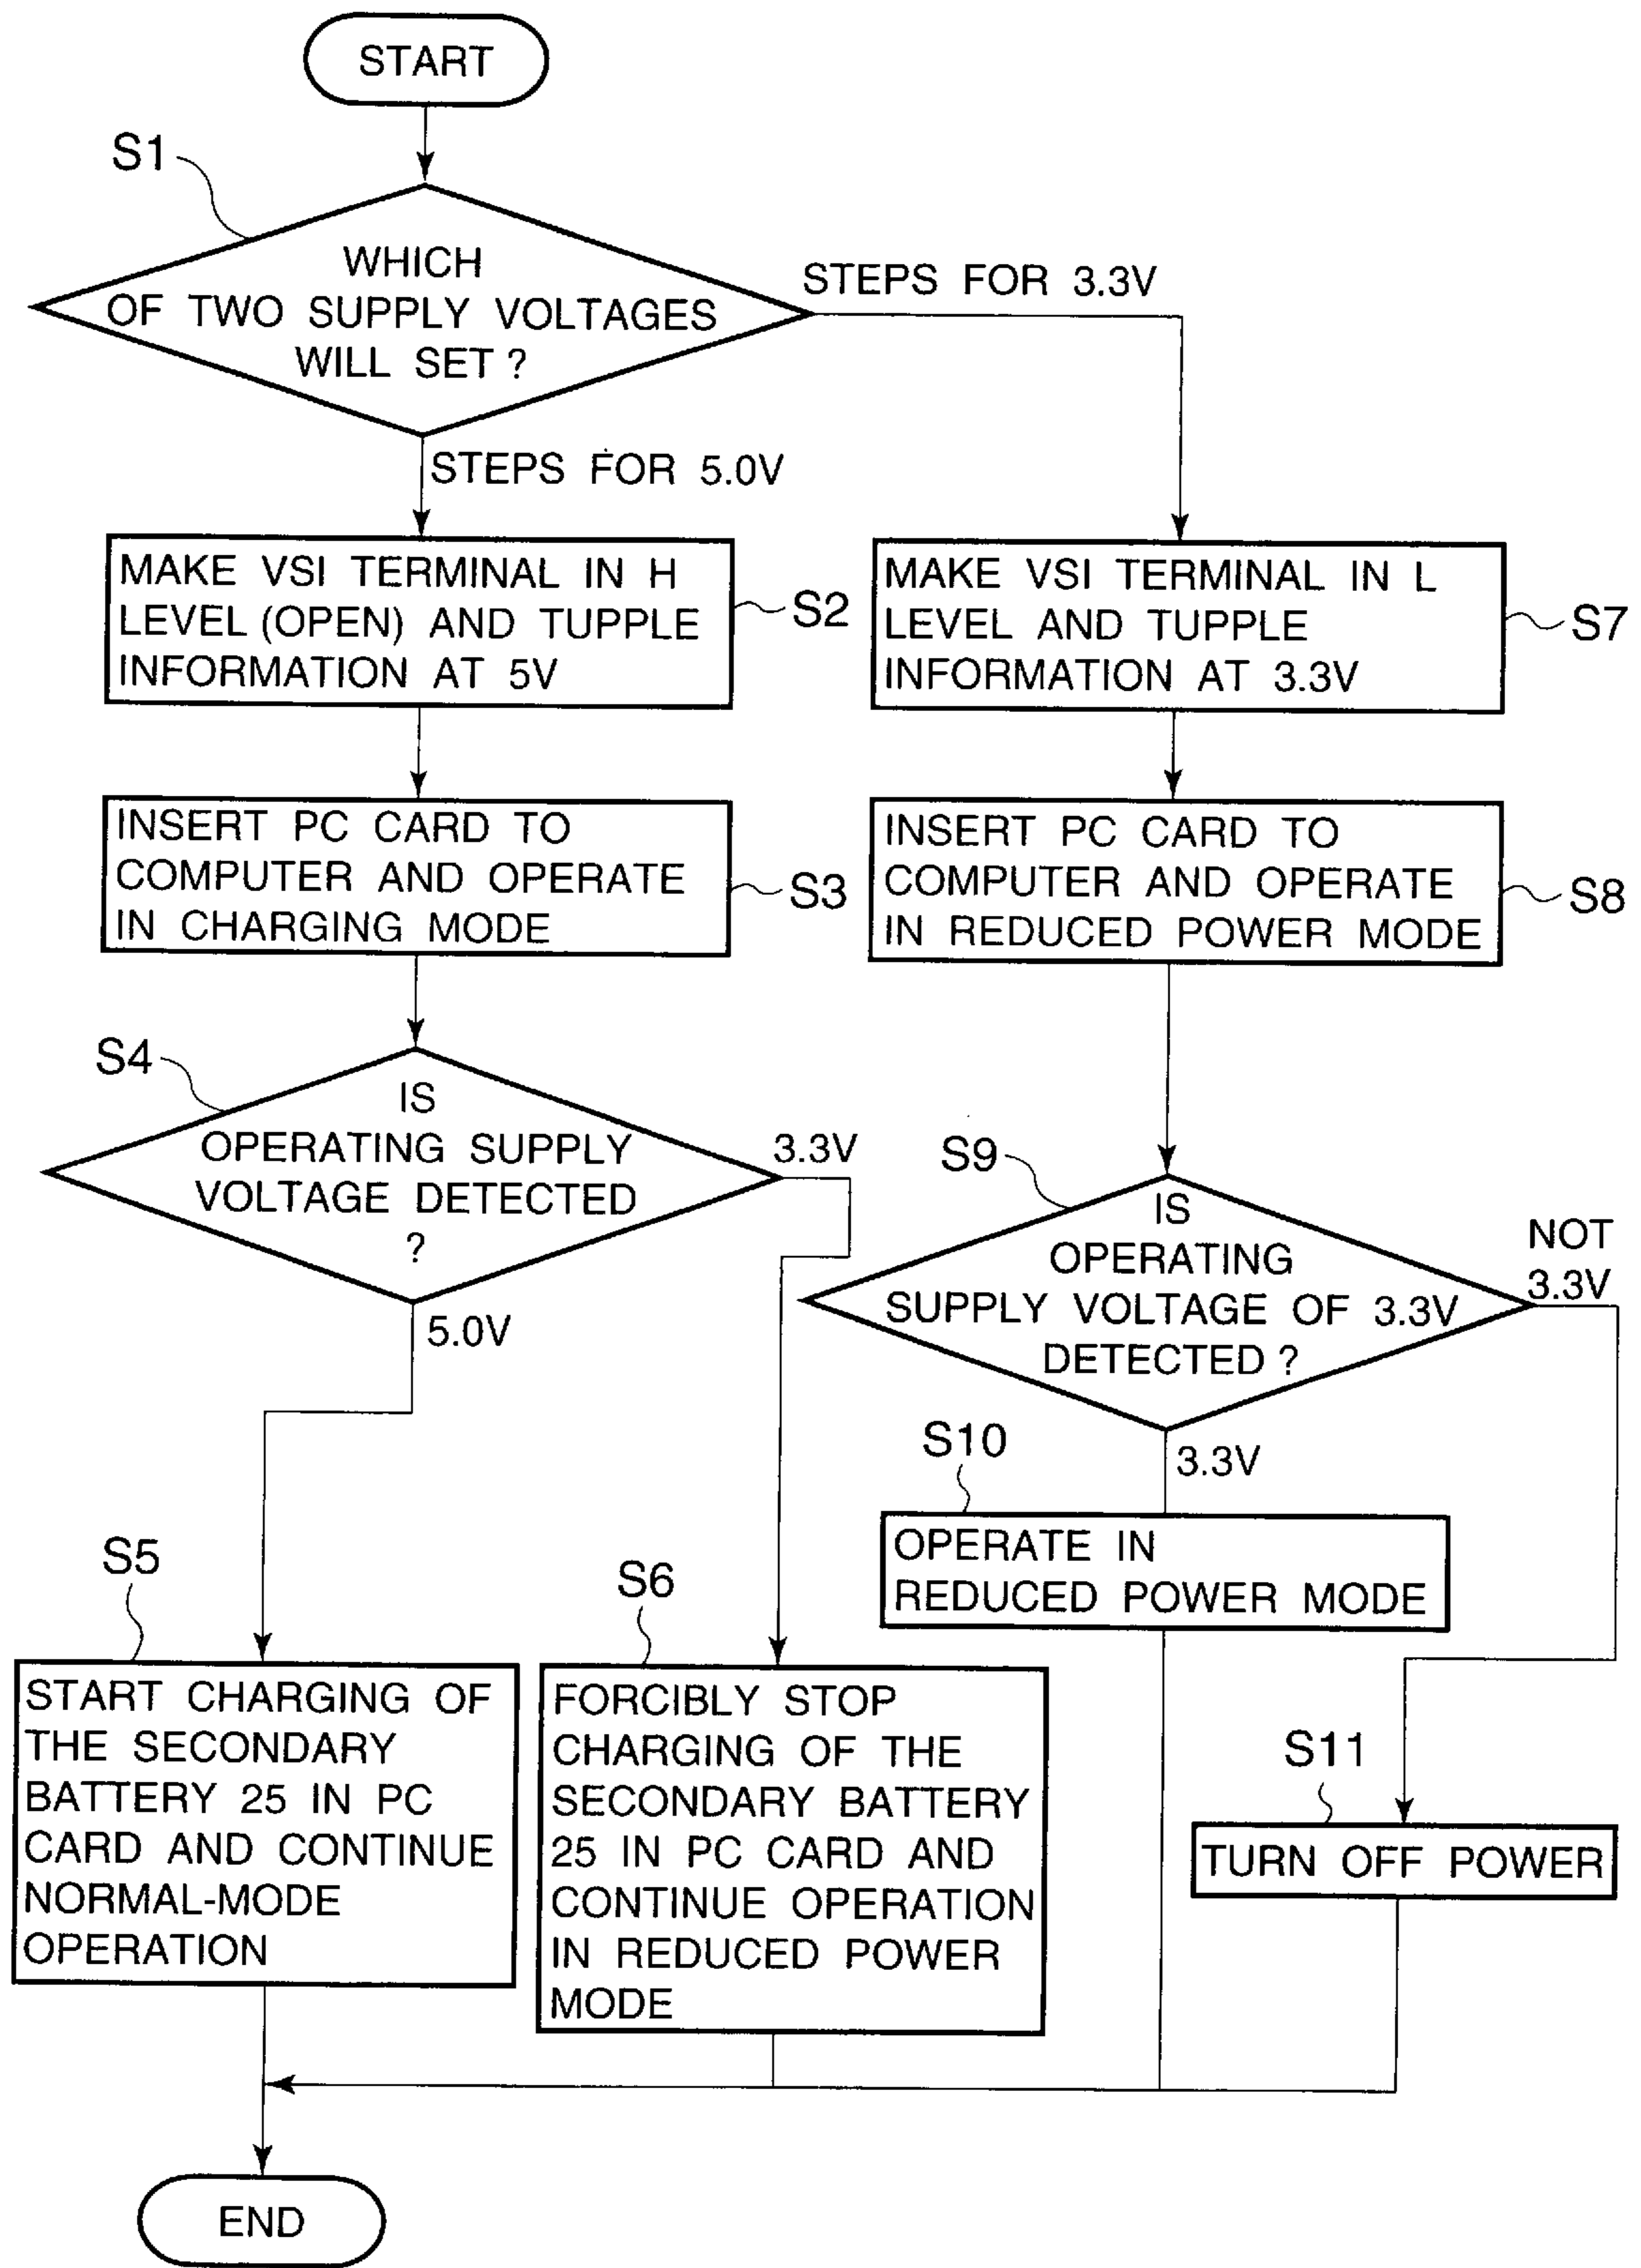 START
S1
WHICH
OF TWO SUPPLY VOLTAGES
WILL SET ?
STEPS FOR 3.3V
STEPS FOR 5.0V
MAKE VSI TERMINAL IN H
LEVEL (OPEN) AND TUPPLE
INFORMATION AT 5V
S2
MAKE VSI TERMINAL IN L
LEVEL AND TUPPLE
INFORMATION AT 3.3V
S7
INSERT PC CARD TO
COMPUTER AND OPERATE
IN CHARGING MODE
S3
INSERT PC CARD TO
COMPUTER AND OPERATE
IN REDUCED POWER MODE
S8
S4
IS
OPERATING SUPPLY
VOLTAGE DETECTED
?
3.3V
5.0V
S9
IS
OPERATING
SUPPLY VOLTAGE OF 3.3V
DETECTED ?
NOT
3.3V
3.3V
S10
OPERATE IN
REDUCED POWER MODE
S5
START CHARGING OF
THE SECONDARY
BATTERY 25 IN PC
CARD AND CONTINUE
NORMAL-MODE
OPERATION
S6
FORCIBLY STOP
CHARGING OF THE
SECONDARY BATTERY
25 IN PC CARD AND
CONTINUE OPERATION
IN REDUCED POWER
MODE
S11
TURN OFF POWER
END